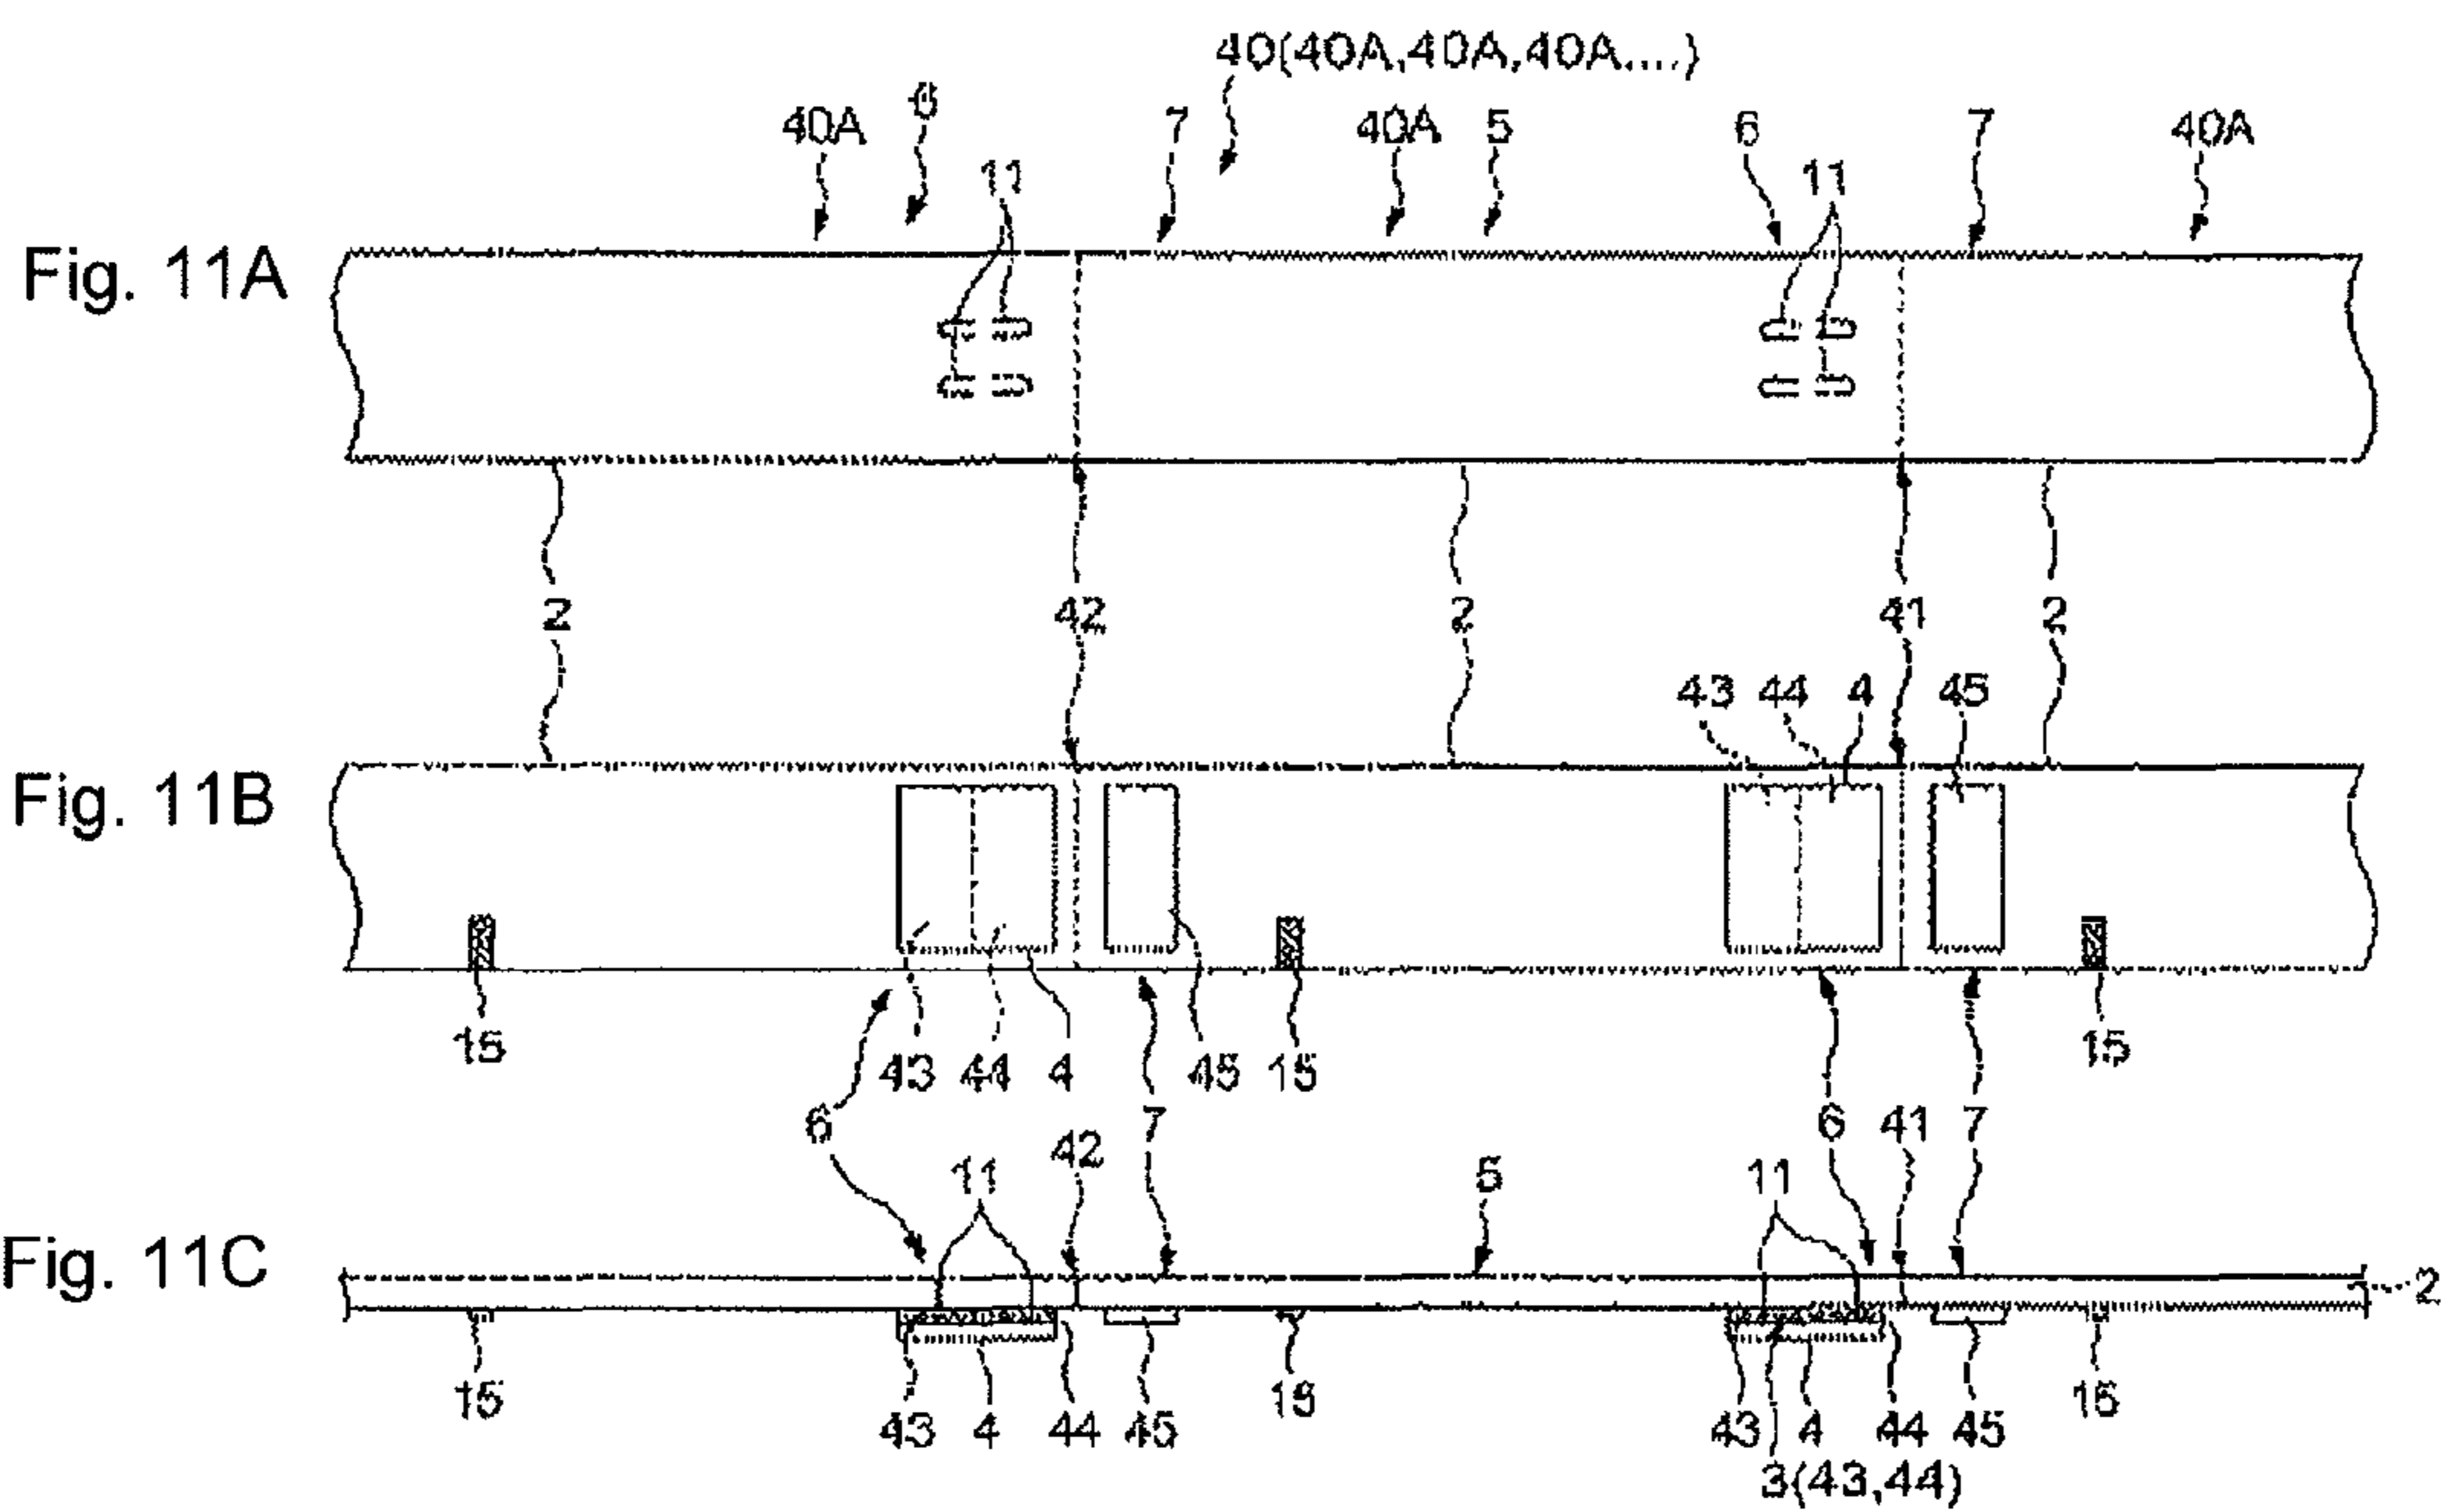 40(40A,40A,40A....)
40A 6 7 40A 5 6 7 40A
11 11
Fig. 11A
2 42 2 41 2
43 44 4 45
Fig. 11B
15 43 44 4 45 15 15
6 7 6 41 7
11 42 5 11
Fig. 11C
2
15 43 4 44 45 15 43 4 44 45 15
3(43,44)